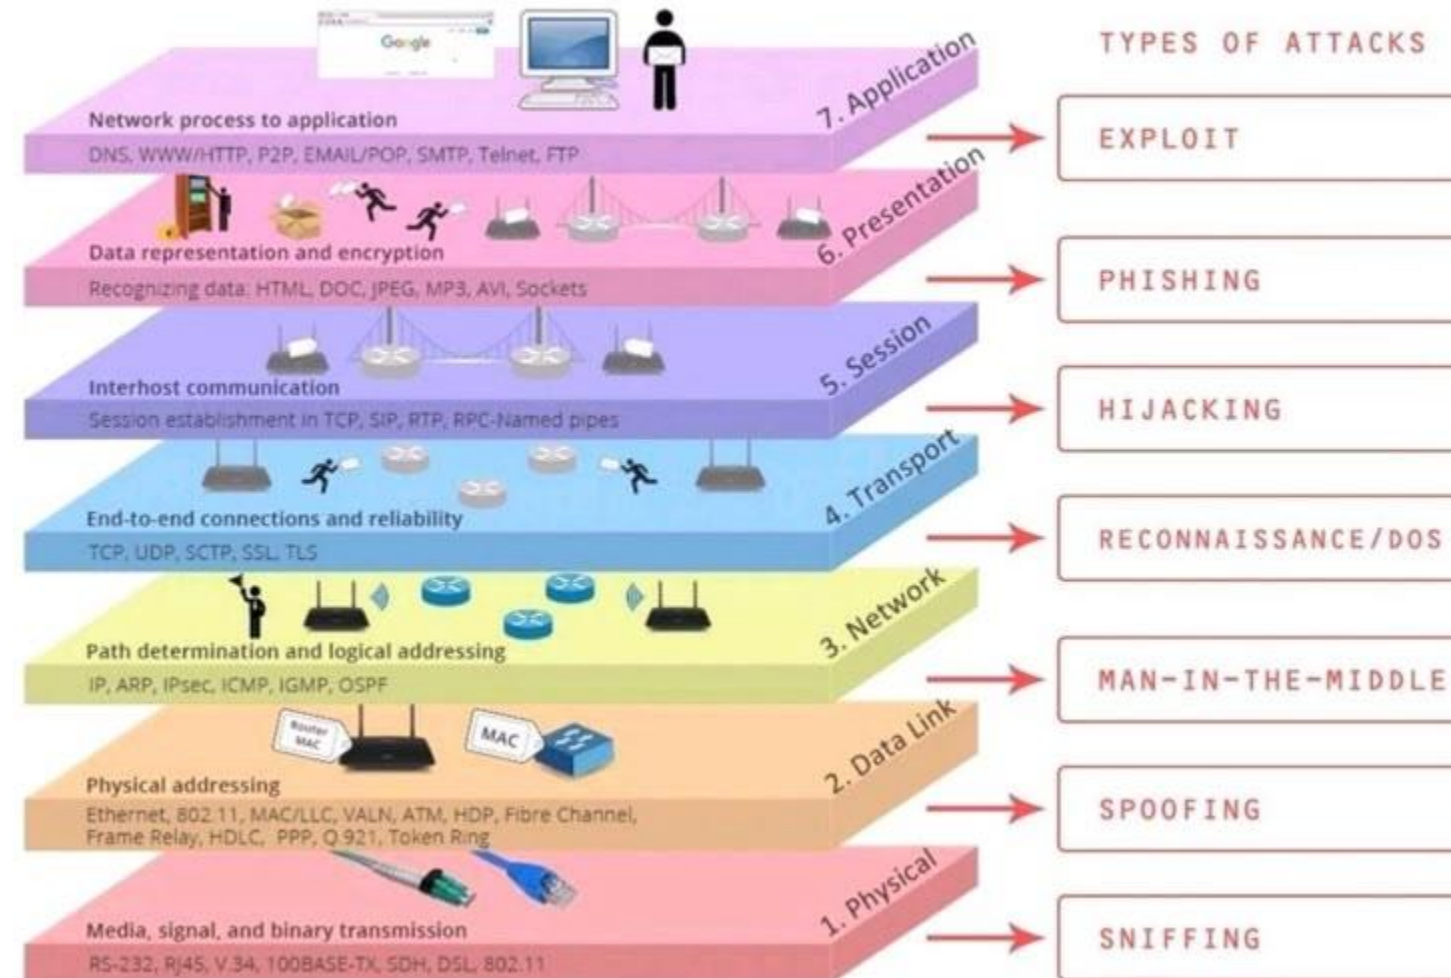 Google
TYPES OF ATTACKS
7. Application
Network process to application
DNS, WWW/HTTP, P2P, EMAIL/POP, SMTP, Telnet, FTP
EXPLOIT
6. Presentation
Data representation and encryption
Recognizing data: HTML, DOC, JPEG, MP3, AVI, Sockets
PHISHING
5. Session
Interhost communication
Session establishment in TCP, SIP, RTP, RPC-Named pipes
HIJACKING
4. Transport
End-to-end connections and reliability
TCP, UDP, SCTP, SSL, TLS
RECONNAISSANCE/DOS
3. Network
Path determination and logical addressing
IP, ARP, IPsec, ICMP, IGMP, OSPF
MAN-IN-THE-MIDDLE
2. Data Link
Router
MAC
MAC
Physical addressing
Ethernet, 802.11, MAC/LLC, VALN, ATM, HDP, Fibre Channel,
Frame Relay, HDLC, PPP, Q.921, Token Ring
SPOOFING
1. Physical
Media, signal, and binary transmission
RS-232, RJ45, V.34, 100BASE-TX, SDH, DSL, 802.11
SNIFFING